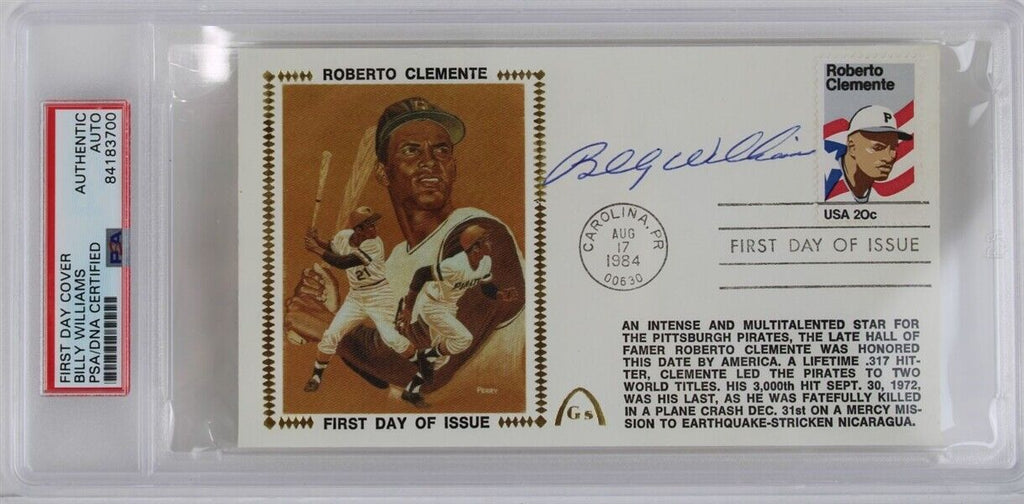 FIRST DAY COVER
BILLY WILLIAMS
PSA/DNA CERTIFIED
AUTHENTIC
AUTO
84183700
PSA
ROBERTO CLEMENTE
21
PERRY
FIRST DAY OF ISSUE
Gs
Billy Williams
CAROLINA, PR
AUG
17
1984
00630
Roberto
Clemente
P
USA 20c
FIRST DAY OF ISSUE
AN INTENSE AND MULTITALENTED STAR FOR
THE PITTSBURGH PIRATES, THE LATE HALL OF
FAMER ROBERTO CLEMENTE WAS HONORED
THIS DATE BY AMERICA. A LIFETIME .317 HIT-
TER, CLEMENTE LED THE PIRATES TO TWO
WORLD TITLES. HIS 3,000th HIT SEPT. 30, 1972,
WAS HIS LAST, AS HE WAS FATEFULLY KILLED
IN A PLANE CRASH DEC. 31st ON A MERCY MIS-
SION TO EARTHQUAKE-STRICKEN NICARAGUA.